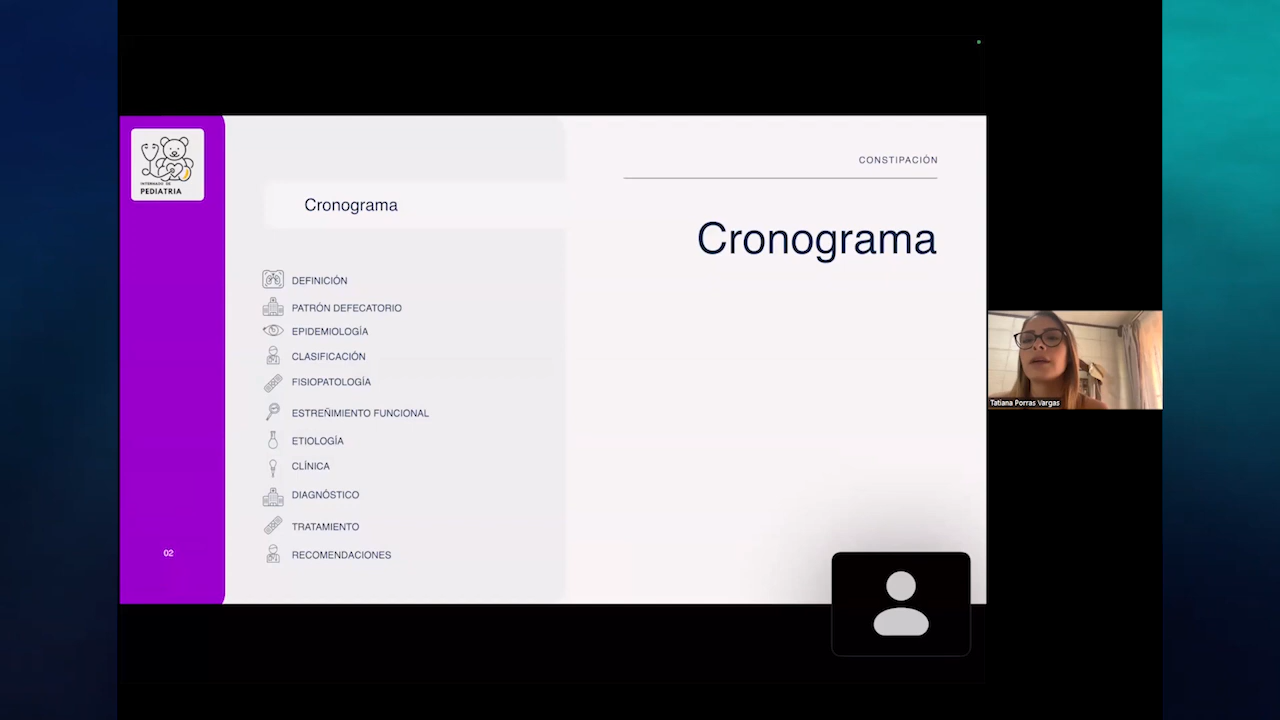 INTERNADO DE
PEDIATRIA
Cronograma
DEFINICIÓN
PATRÓN DEFECATORIO
EPIDEMIOLOGÍA
CLASIFICACIÓN
FISIOPATOLOGÍA
ESTREÑIMIENTO FUNCIONAL
ETIOLOGÍA
CLÍNICA
DIAGNÓSTICO
TRATAMIENTO
RECOMENDACIONES
02
CONSTIPACIÓN
Cronograma
Tatiana Porras Vargas